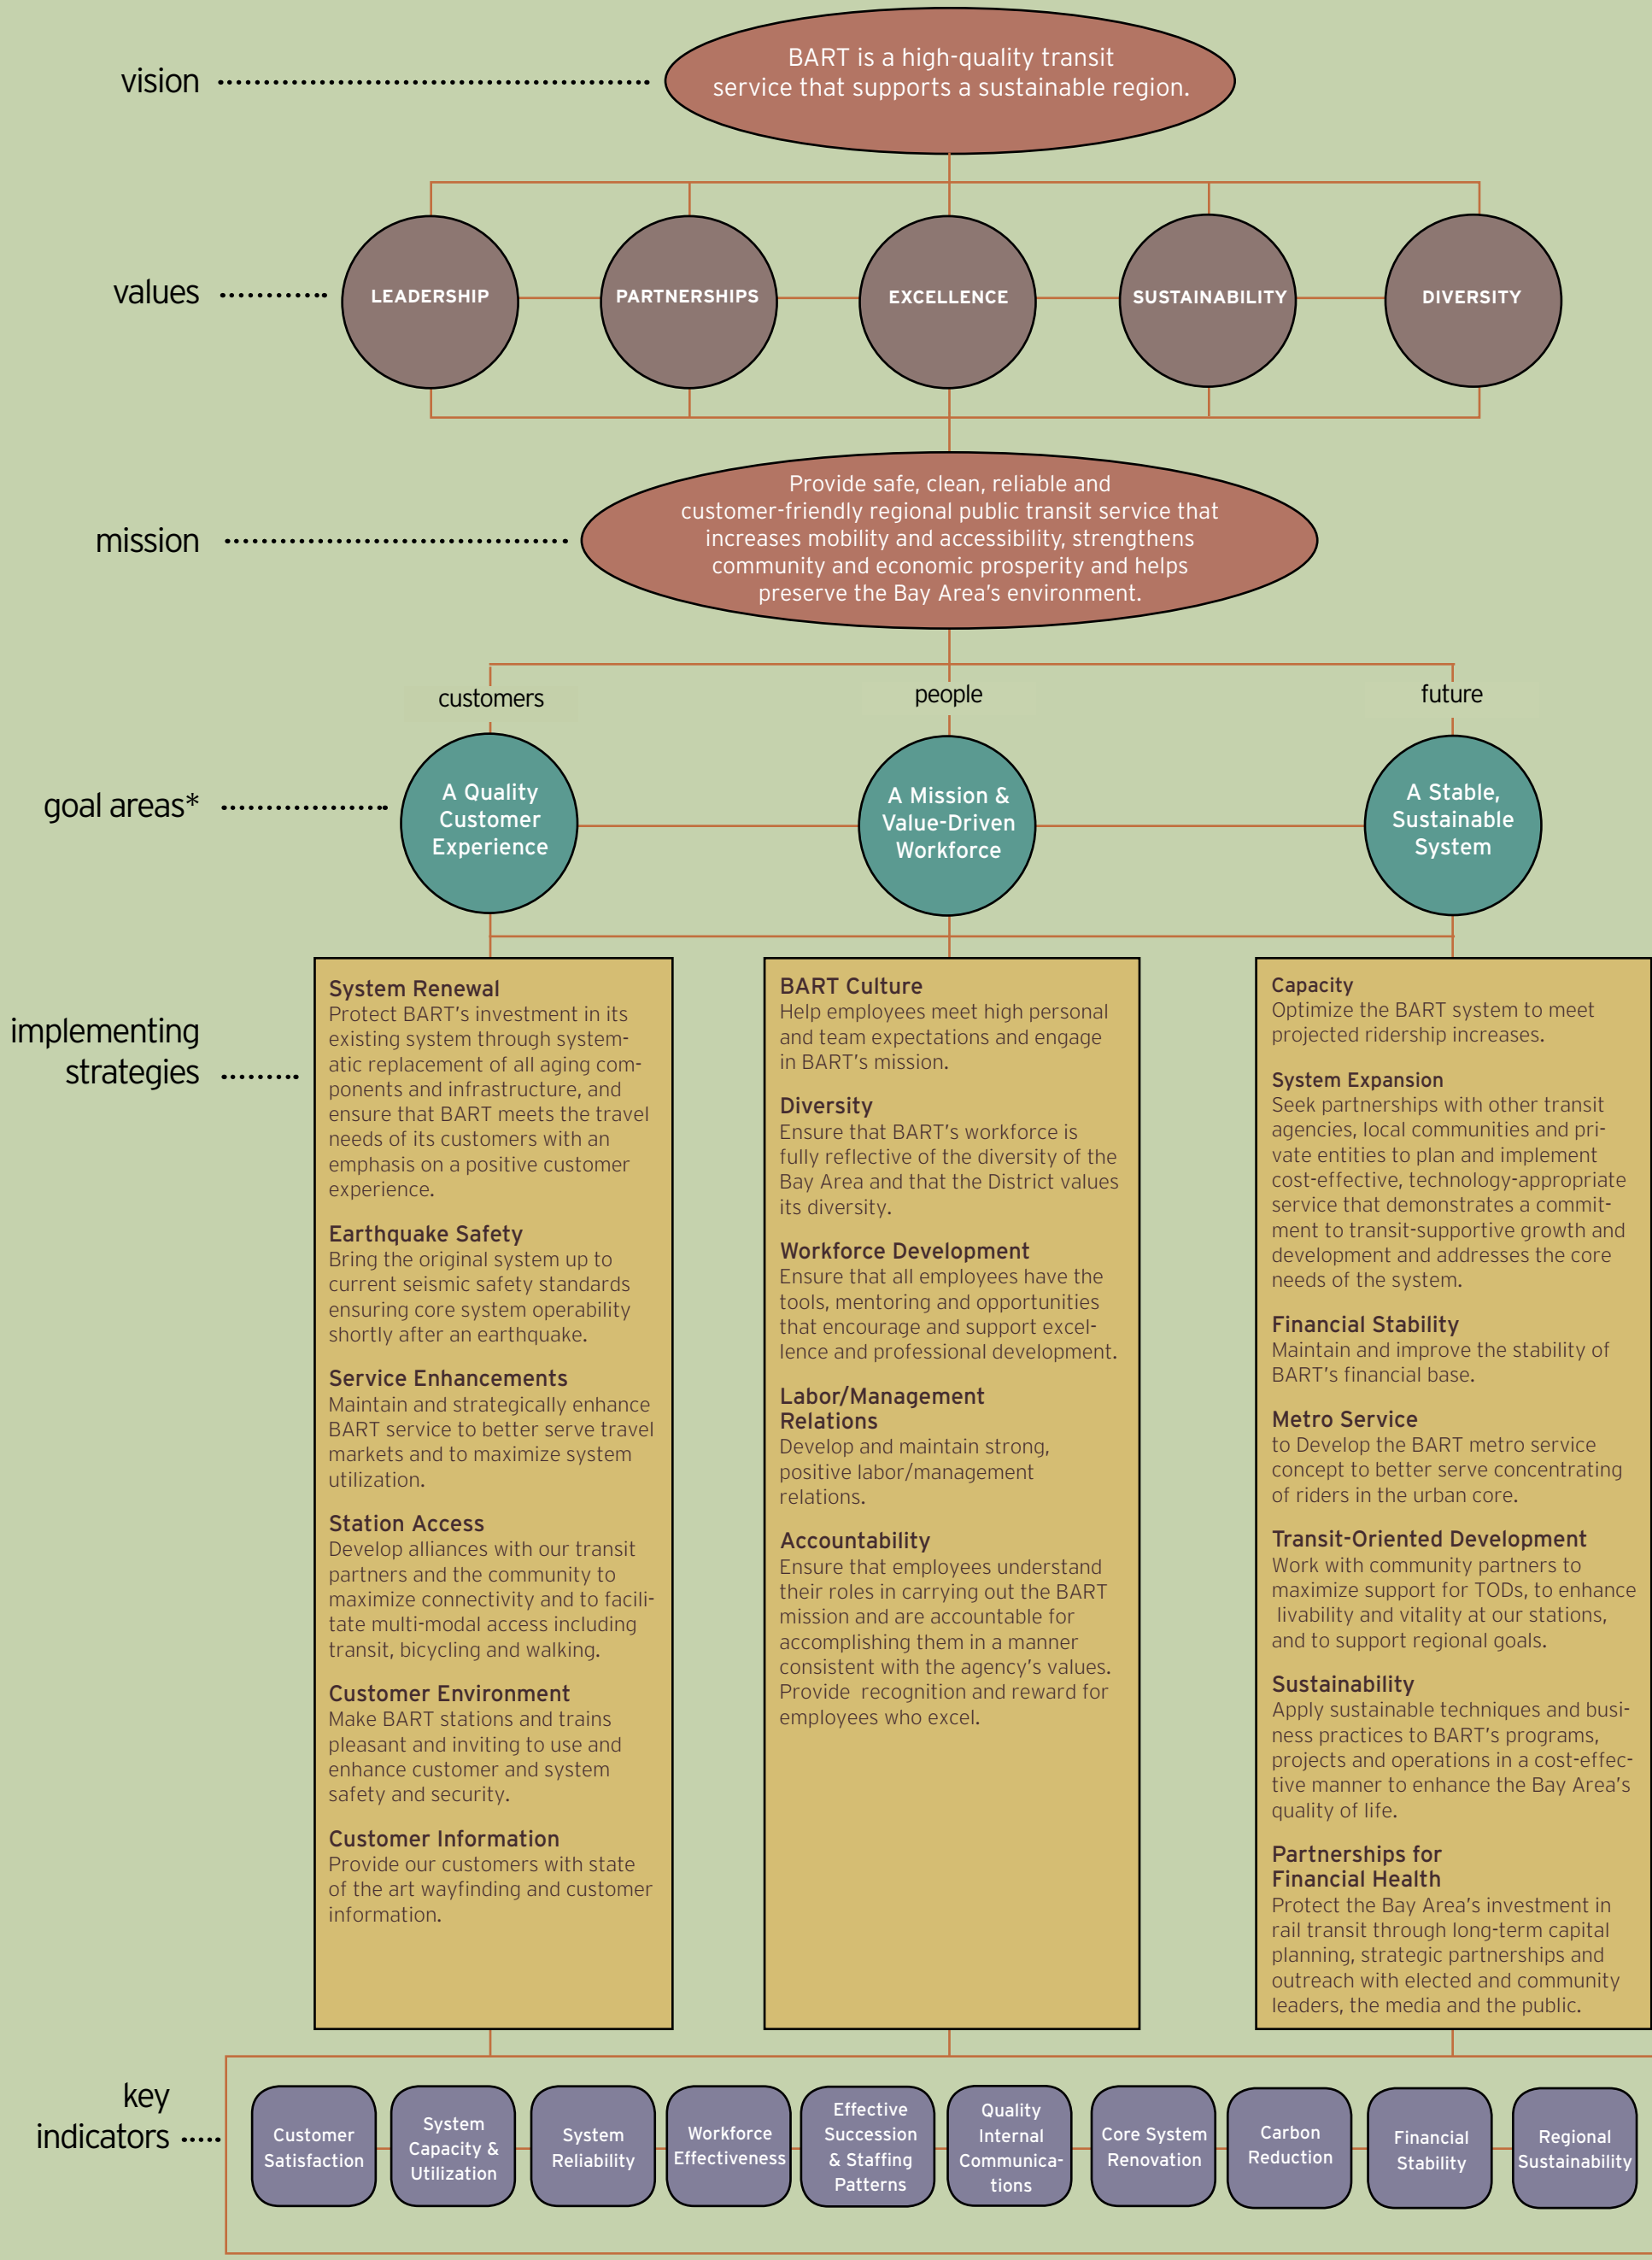 vision
BART is a high-quality transit
service that supports a sustainable region.
values
LEADERSHIP
PARTNERSHIPS
EXCELLENCE
SUSTAINABILITY
DIVERSITY
mission
Provide safe, clean, reliable and
customer-friendly regional public transit service that
increases mobility and accessibility, strengthens
community and economic prosperity and helps
preserve the Bay Area's environment.
customers
people
future
goal areas*
A Quality
Customer
Experience
A Mission &
Value-Driven
Workforce
A Stable,
Sustainable
System
implementing
strategies
System Renewal
Protect BART's investment in its
existing system through system-
atic replacement of all aging com-
ponents and infrastructure, and
ensure that BART meets the travel
needs of its customers with an
emphasis on a positive customer
experience.
Earthquake Safety
Bring the original system up to
current seismic safety standards
ensuring core system operability
shortly after an earthquake.
Service Enhancements
Maintain and strategically enhance
BART service to better serve travel
markets and to maximize system
utilization.
Station Access
Develop alliances with our transit
partners and the community to
maximize connectivity and to facili-
tate multi-modal access including
transit, bicycling and walking.
Customer Environment
Make BART stations and trains
pleasant and inviting to use and
enhance customer and system
safety and security.
Customer Information
Provide our customers with state
of the art wayfinding and customer
information.
BART Culture
Help employees meet high personal
and team expectations and engage
in BART's mission.
Diversity
Ensure that BART's workforce is
fully reflective of the diversity of the
Bay Area and that the District values
its diversity.
Workforce Development
Ensure that all employees have the
tools, mentoring and opportunities
that encourage and support excel-
lence and professional development.
Labor/Management
Relations
Develop and maintain strong,
positive labor/management
relations.
Accountability
Ensure that employees understand
their roles in carrying out the BART
mission and are accountable for
accomplishing them in a manner
consistent with the agency's values.
Provide recognition and reward for
employees who excel.
Capacity
Optimize the BART system to meet
projected ridership increases.
System Expansion
Seek partnerships with other transit
agencies, local communities and pri-
vate entities to plan and implement
cost-effective, technology-appropriate
service that demonstrates a commit-
ment to transit-supportive growth and
development and addresses the core
needs of the system.
Financial Stability
Maintain and improve the stability of
BART's financial base.
Metro Service
to Develop the BART metro service
concept to better serve concentrating
of riders in the urban core.
Transit-Oriented Development
Work with community partners to
maximize support for TODs, to enhance
livability and vitality at our stations,
and to support regional goals.
Sustainability
Apply sustainable techniques and busi-
ness practices to BART's programs,
projects and operations in a cost-effec-
tive manner to enhance the Bay Area's
quality of life.
Partnerships for
Financial Health
Protect the Bay Area's investment in
rail transit through long-term capital
planning, strategic partnerships and
outreach with elected and community
leaders, the media and the public.
key
indicators
Customer
Satisfaction
System
Capacity &
Utilization
System
Reliability
Workforce
Effectiveness
Effective
Succession
& Staffing
Patterns
Quality
Internal
Communica-
tions
Core System
Renovation
Carbon
Reduction
Financial
Stability
Regional
Sustainability